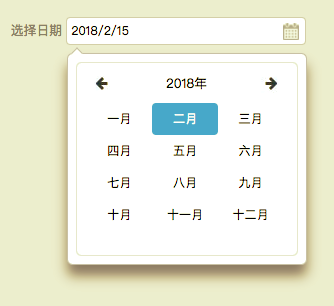 选择日期 2018/2/15
2018年
一月 二月 三月
四月 五月 六月
七月 八月 九月
十月 十一月 十二月